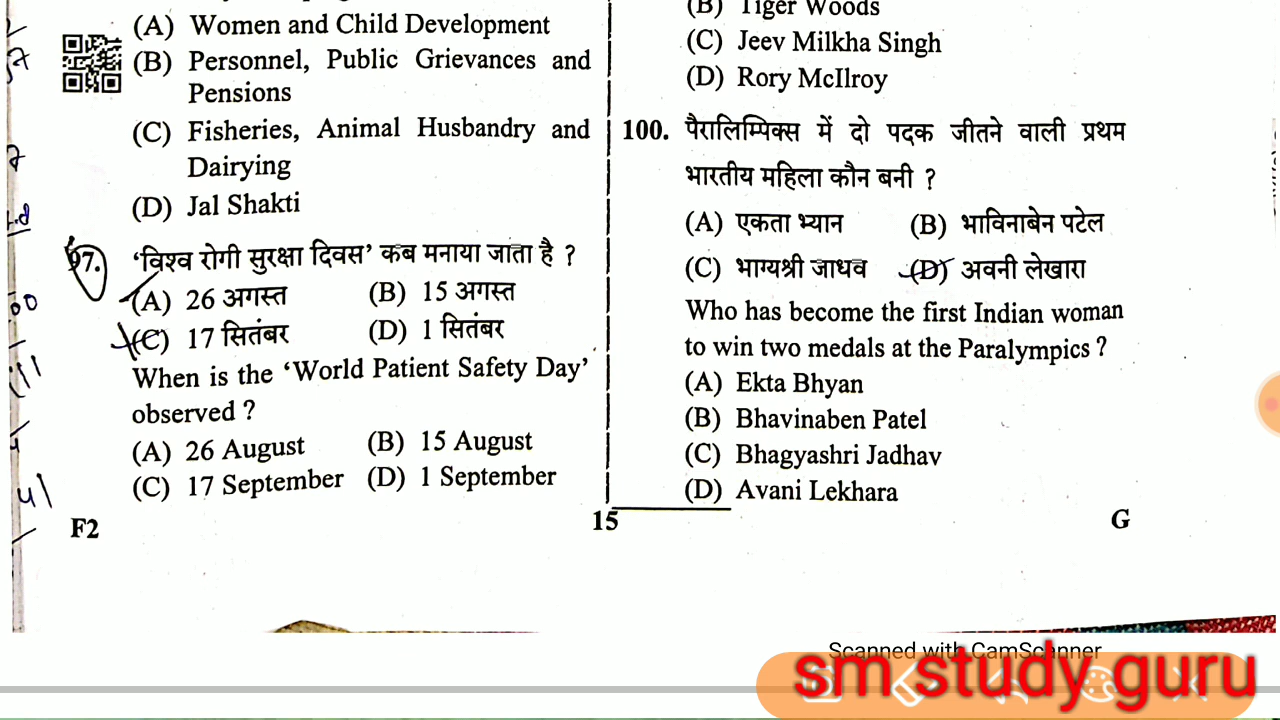 (A) Women and Child Development
(B) Personnel, Public Grievances and
Pensions
(C) Fisheries, Animal Husbandry and
Dairying
(D) Jal Shakti
97. ‘विश्व रोगी सुरक्षा दिवस’ कब मनाया जाता है ?
(A) 26 अगस्त (B) 15 अगस्त
(C) 17 सितंबर (D) 1 सितंबर
When is the ‘World Patient Safety Day’
observed ?
(A) 26 August (B) 15 August
(C) 17 September (D) 1 September
(B) Tiger Woods
(C) Jeev Milkha Singh
(D) Rory McIlroy
100. पैरालिम्पिक्स में दो पदक जीतने वाली प्रथम
भारतीय महिला कौन बनी ?
(A) एकता भ्यान (B) भाविनाबेन पटेल
(C) भाग्यश्री जाधव (D) अवनी लेखारा
Who has become the first Indian woman
to win two medals at the Paralympics ?
(A) Ekta Bhyan
(B) Bhavinaben Patel
(C) Bhagyashri Jadhav
(D) Avani Lekhara
F2 15 G
Scanned with CamScanner
sm study guru